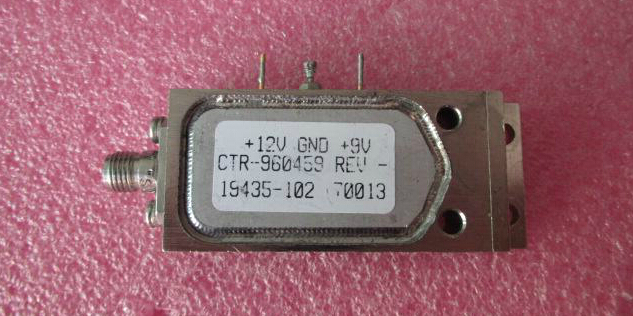 +12V GND +9V
CTR-960459 REV -
19435-102 70013